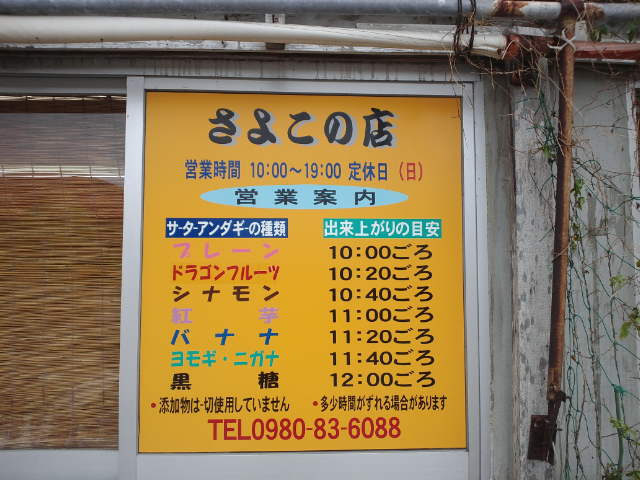 さよこの店
営業時間 10:00～19:00 定休日 (日)
営業案内
サーターアンダギーの種類 出来上がりの目安
プレーン 10:00ごろ
ドラゴンフルーツ 10:20ごろ
シナモン 10:40ごろ
紅芋 11:00ごろ
バナナ 11:20ごろ
ヨモギ・ニガナ 11:40ごろ
黒糖 12:00ごろ
・添加物は一切使用していません ・多少時間がずれる場合があります
TEL0980-83-6088